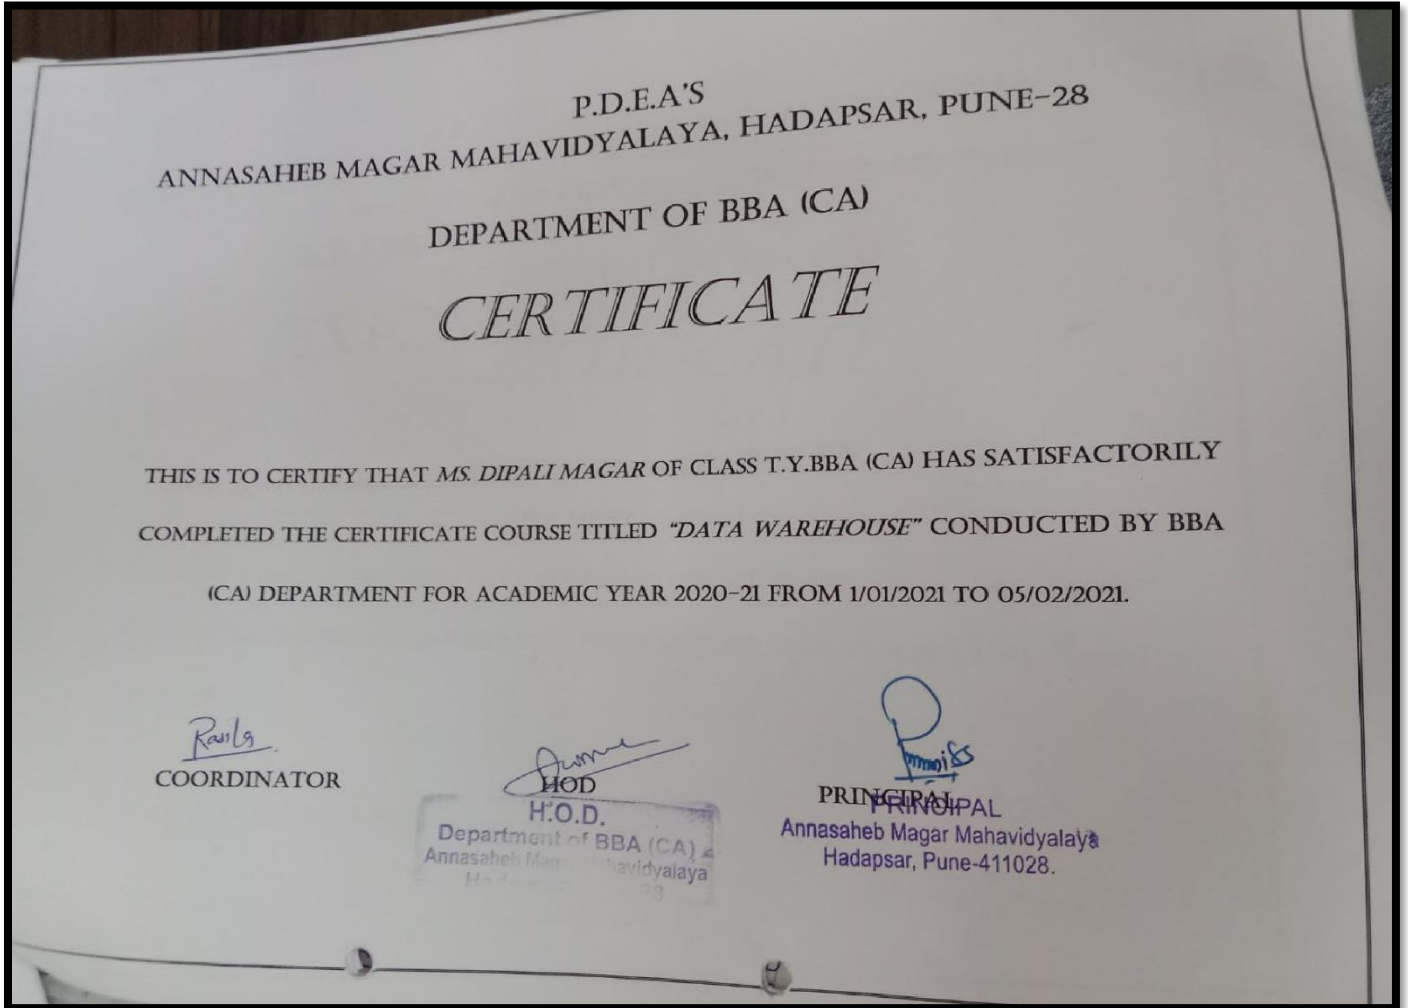 P.D.E.A'S
ANNASAHEB MAGAR MAHAVIDYALAYA, HADAPSAR, PUNE-28
DEPARTMENT OF BBA (CA)
CERTIFICATE
THIS IS TO CERTIFY THAT MS. DIPALI MAGAR OF CLASS T.Y.BBA (CA) HAS SATISFACTORILY
COMPLETED THE CERTIFICATE COURSE TITLED "DATA WAREHOUSE" CONDUCTED BY BBA
(CA) DEPARTMENT FOR ACADEMIC YEAR 2020-21 FROM 1/01/2021 TO 05/02/2021.
COORDINATOR
HOD
PRINCIPAL
H.O.D.
Department of BBA (CA)
Annasaheb Magar Mahavidyalaya
PRINCIPAL
Annasaheb Magar Mahavidyalaya
Hadapsar, Pune-411028.